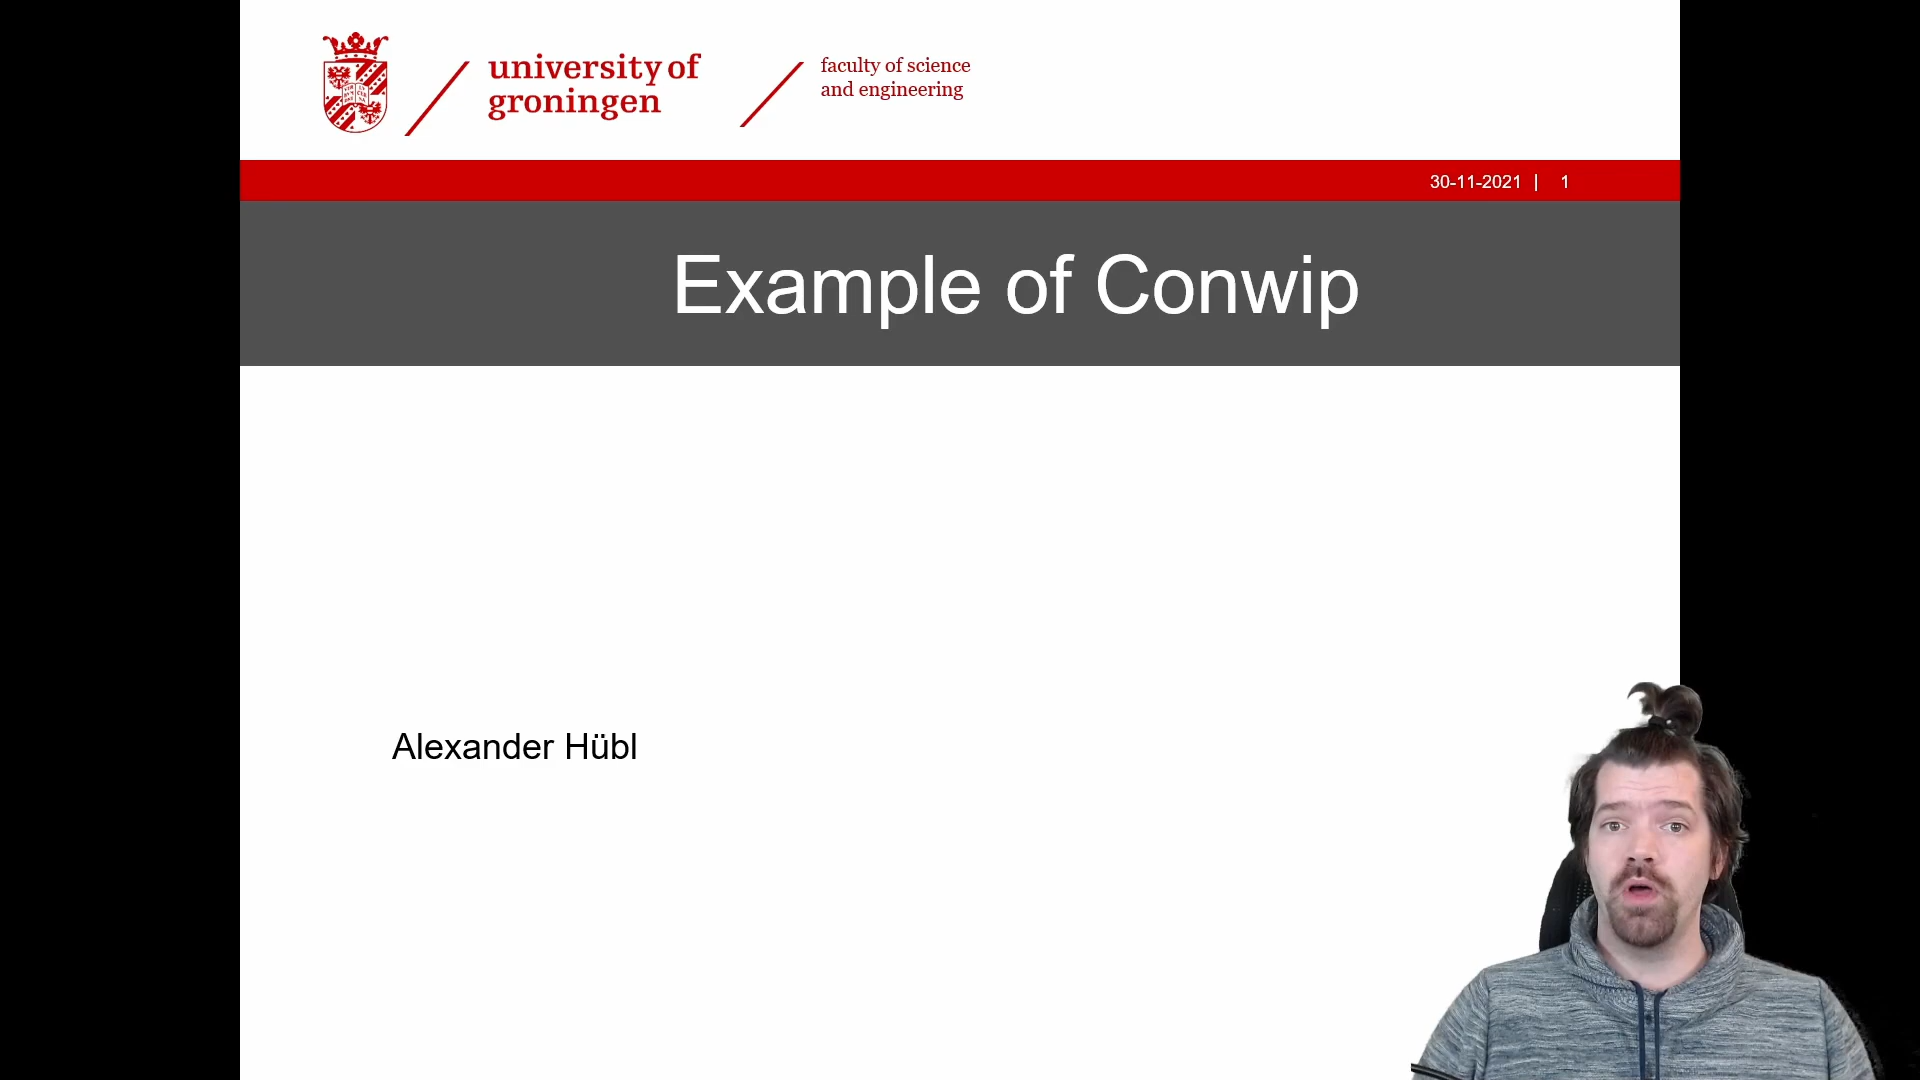 university of
groningen
faculty of science
and engineering
30-11-2021 | 1
Example of Conwip
Alexander Hübl